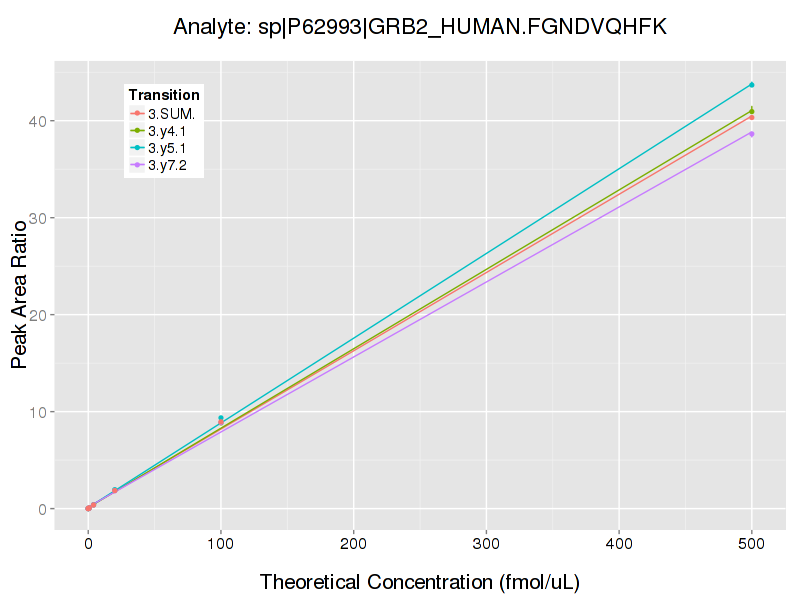 Analyte: sp|P62993|GRB2_HUMAN.FGNDVQHFK
Transition
3.SUM.
3.y4.1
3.y5.1
3.y7.2
Peak Area Ratio
40
30
20
10
0
0 100 200 300 400 500
Theoretical Concentration (fmol/uL)